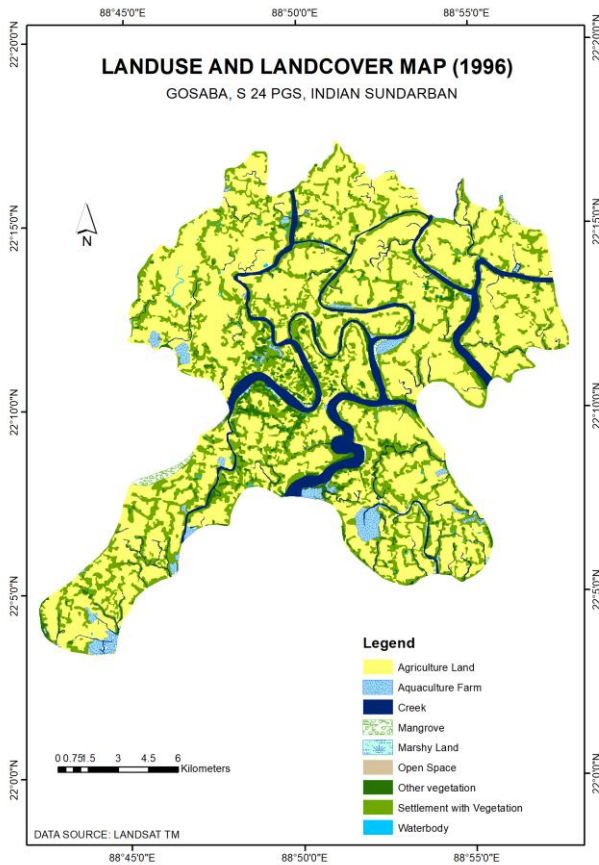 88°45'0"E 88°50'0"E 88°55'0"E
22°20'0"N 22°20'0"N
LANDUSE AND LANDCOVER MAP (1996)
GOSABA, S 24 PGS, INDIAN SUNDARBAN
22°15'0"N 22°15'0"N
N
22°10'0"N 22°10'0"N
22°5'0"N 22°5'0"N
Legend
Agriculture Land
Aquaculture Farm
Creek
Mangrove
Marshy Land
Open Space
Other vegetation
Settlement with Vegetation
Waterbody
0 0.75 1.5 3 4.5 6
Kilometers
22°0'0"N 22°0'0"N
DATA SOURCE: LANDSAT TM
88°45'0"E 88°50'0"E 88°55'0"E